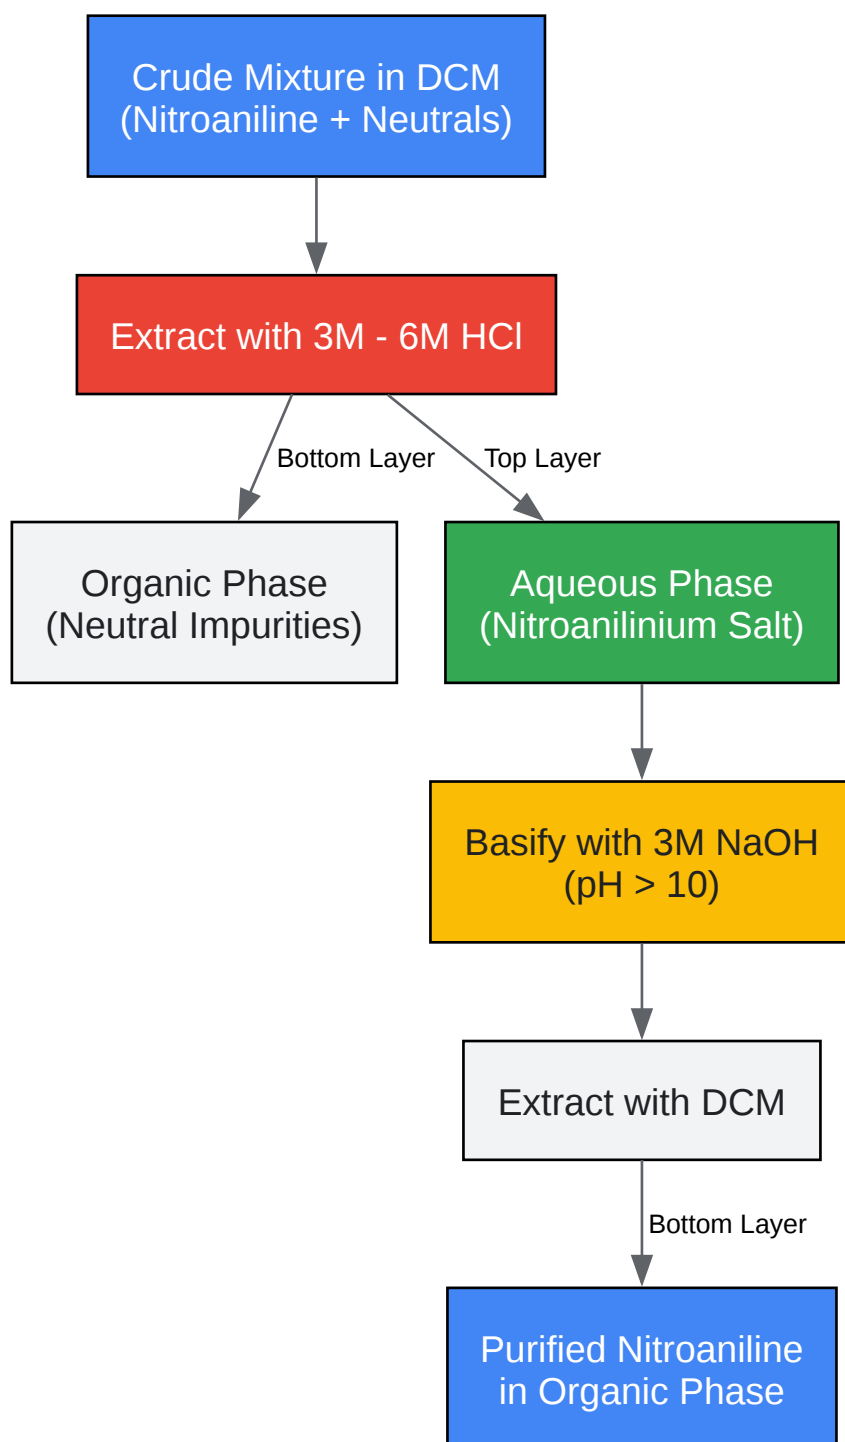 Crude Mixture in DCM
(Nitroaniline + Neutrals)
Extract with 3M - 6M HCl
Bottom Layer
Top Layer
Organic Phase
(Neutral Impurities)
Aqueous Phase
(Nitroanilinium Salt)
Basify with 3M NaOH
(pH > 10)
Extract with DCM
Bottom Layer
Purified Nitroaniline
in Organic Phase